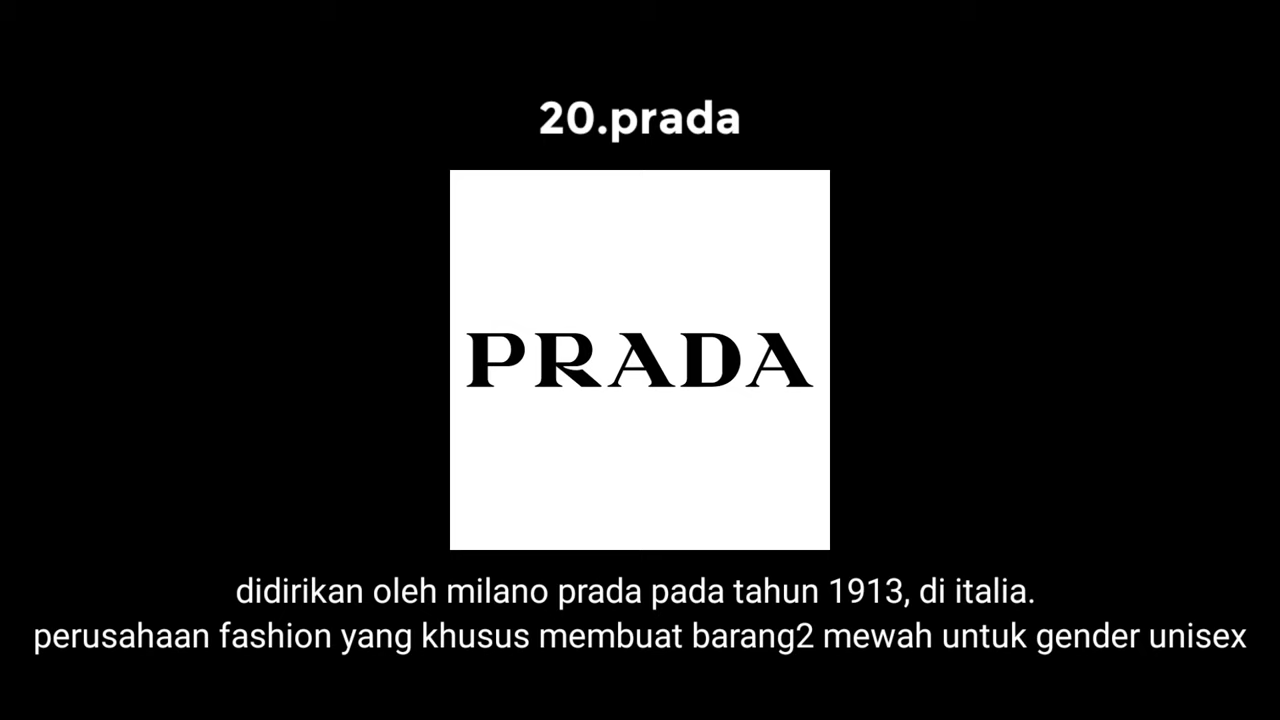 20.prada
PRADA
didirikan oleh milano prada pada tahun 1913, di italia.
perusahaan fashion yang khusus membuat barang2 mewah untuk gender unisex